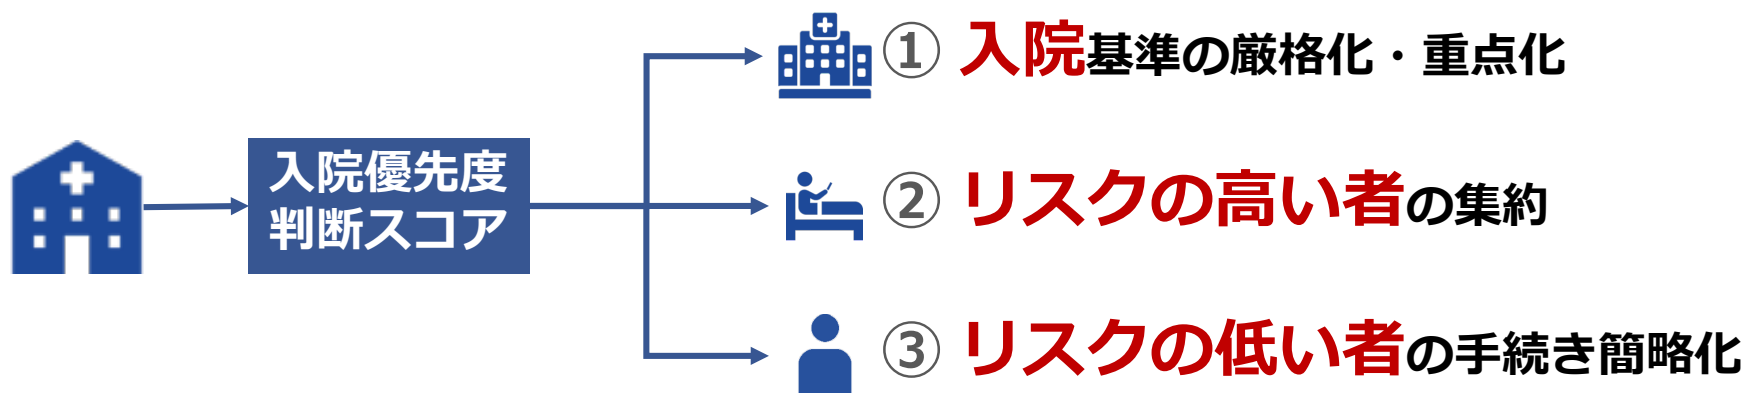 入院優先度
判断スコア
① 入院基準の厳格化・重点化
② リスクの高い者の集約
③ リスクの低い者の手続き簡略化